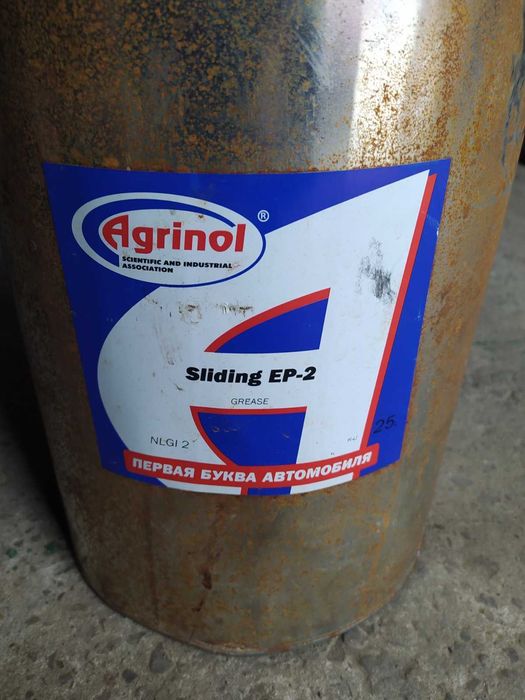 Agrinol ®
SCIENTIFIC AND INDUSTRIAL
ASSOCIATION
Sliding EP-2
GREASE
NLGI 2
25
ПЕРВАЯ БУКВА АВТОМОБИЛЯ